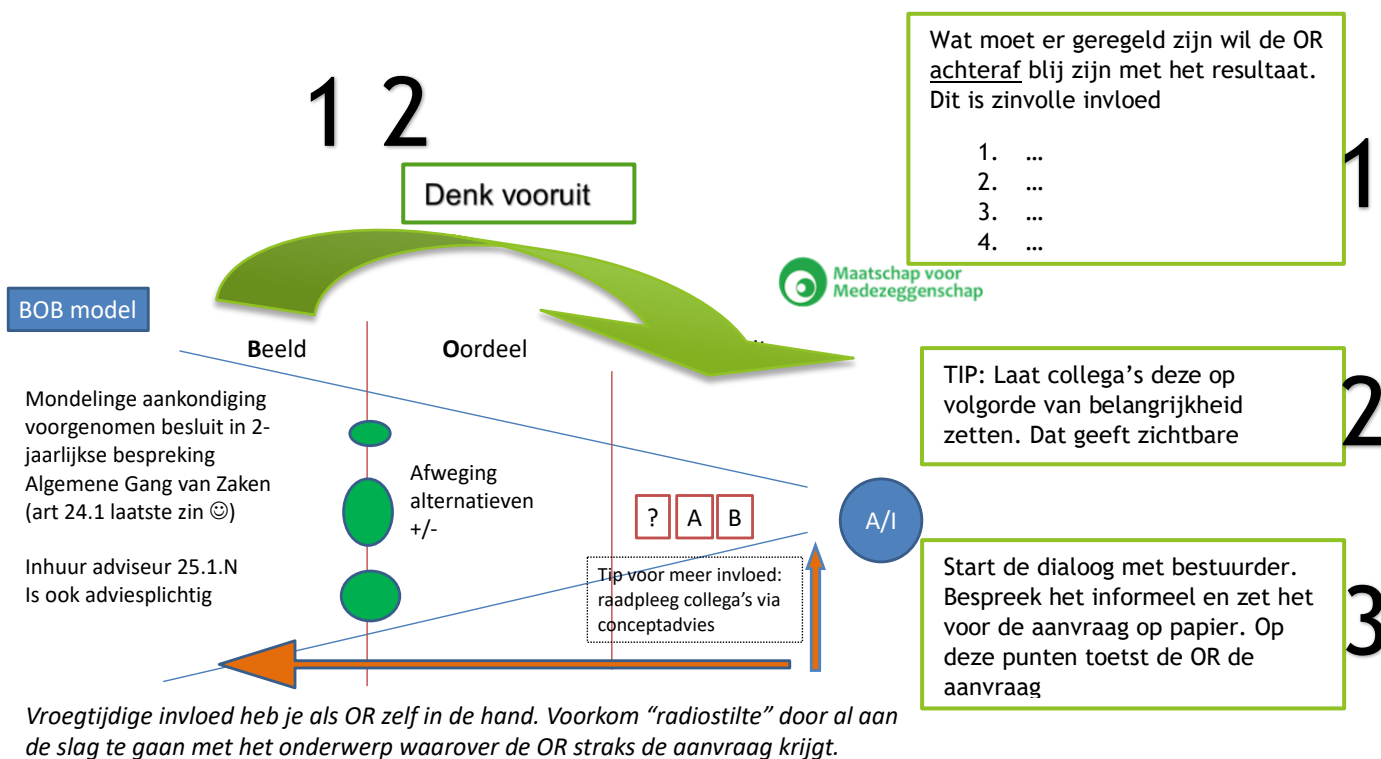 1 2
Denk vooruit
Wat moet er geregeld zijn wil de OR
achteraf blij zijn met het resultaat.
Dit is zinvolle invloed
1. ...
2. ...
3. ...
4. ...
1
Maatschap voor
Medezeggenschap
BOB model
Beeld
Oordeel
Mondelinge aankondiging
voorgenomen besluit in 2-
jaarlijkse bespreking
Algemene Gang van Zaken
(art 24.1 laatste zin ☺)
Inhuur adviseur 25.1.N
Is ook adviesplichtig
Afweging
alternatieven
+/-
? A B
A/I
Tip voor meer invloed:
raadpleeg collega's via
conceptadvies
TIP: Laat collega's deze op
volgorde van belangrijkheid
zetten. Dat geeft zichtbare
2
Start de dialoog met bestuurder.
Bespreek het informeel en zet het
voor de aanvraag op papier. Op
deze punten toetst de OR de
aanvraag
3
Vroegtijdige invloed heb je als OR zelf in de hand. Voorkom “radiostilte” door al aan
de slag te gaan met het onderwerp waarover de OR straks de aanvraag krijgt.